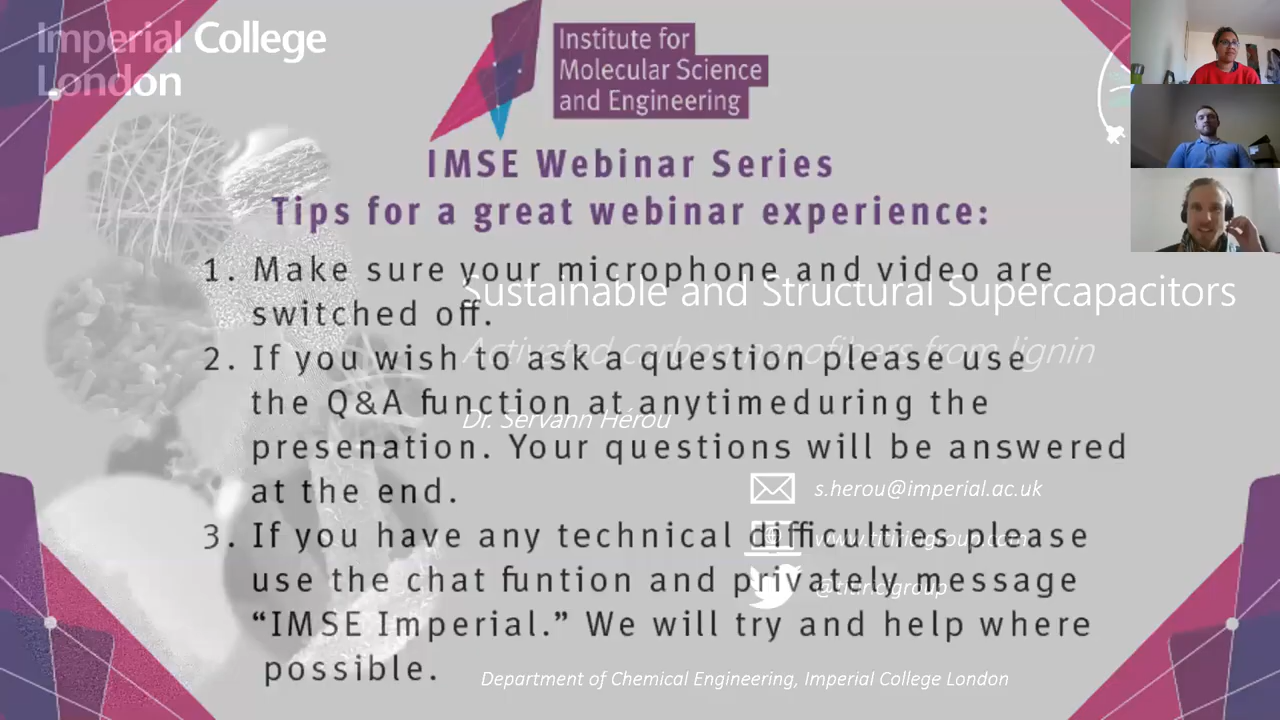 Imperial College
London
Institute for
Molecular Science
and Engineering
IMSE Webinar Series
Tips for a great webinar experience:
1. Make sure your microphone and video are
switched off.
2. If you wish to ask a question please use
the Q&A function at anytimeduring the
presenation. Your questions will be answered
at the end.
3. If you have any technical difficulties please
use the chat funtion and privately message
“IMSE Imperial.” We will try and help where
possible.
Sustainable and Structural Supercapacitors
Activated carbon nanofibers from lignin
Dr. Servann Hérou
s.herou@imperial.ac.uk
www.titiricigroup.com
@titiricigroup
Department of Chemical Engineering, Imperial College London